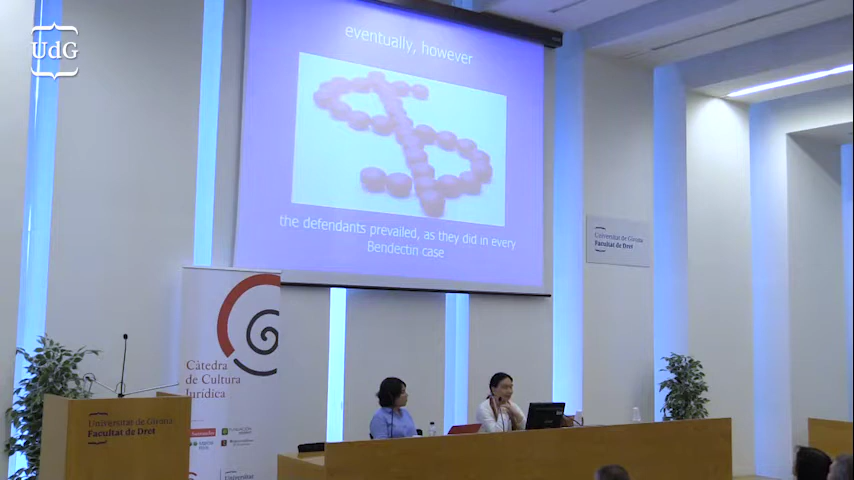 UdG
eventually, however
the defendants prevailed, as they did in every
Bendectin case
Universitat de Girona
Facultat de Dret
Càtedra
de Cultura
Jurídica
Universitat de Girona
Facultat de Dret